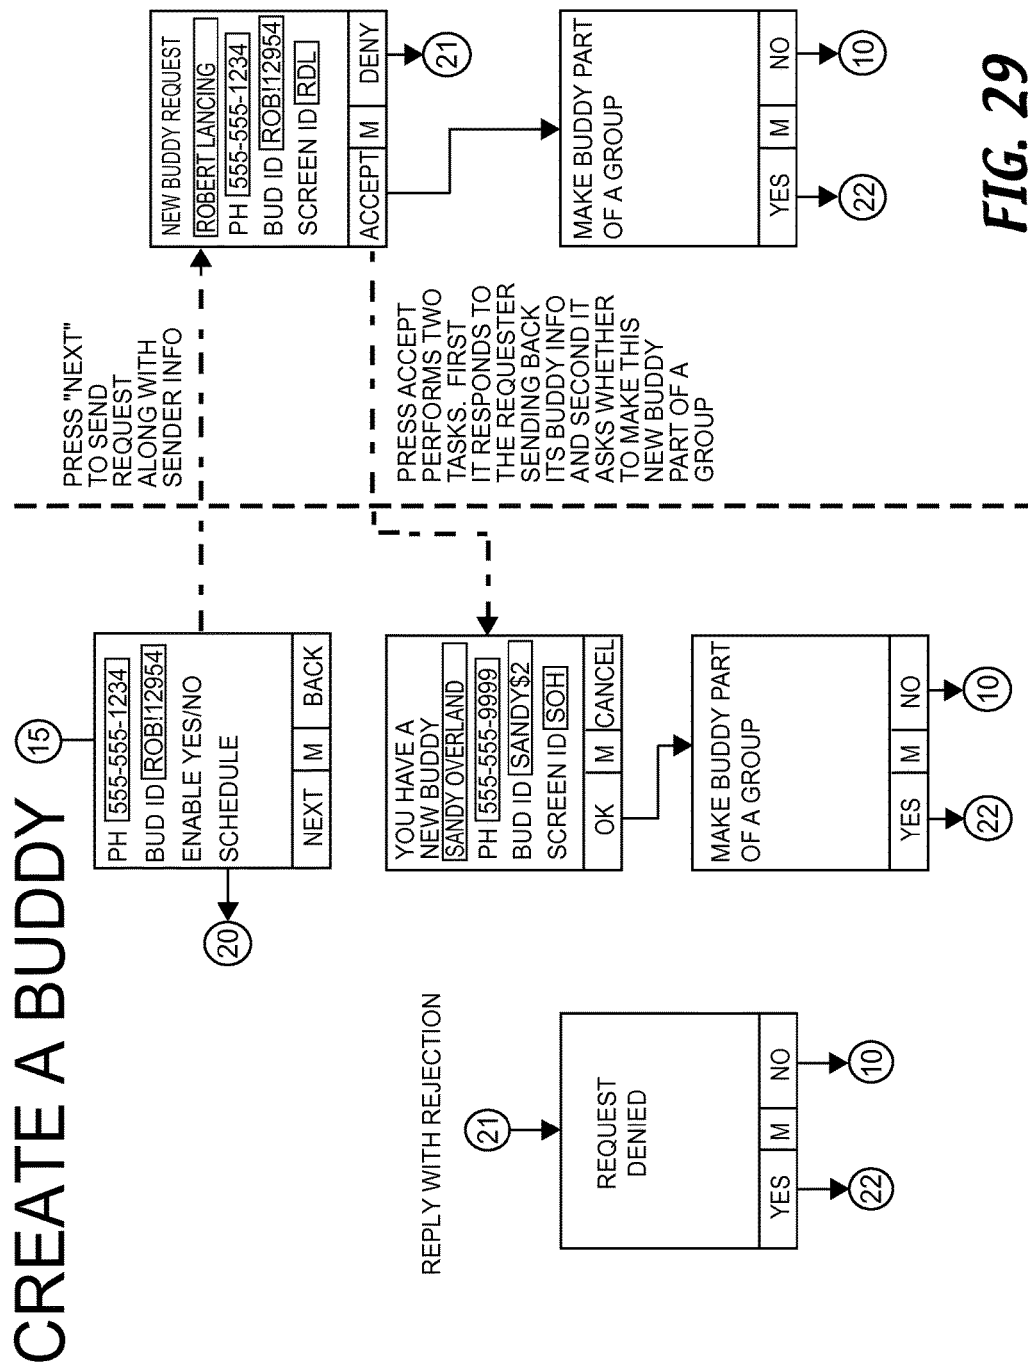 CREATE A BUDDY
15
PH 555-555-1234
BUD ID ROB!12954
ENABLE YES/NO
SCHEDULE
NEXT M BACK
20
PRESS "NEXT"
TO SEND
REQUEST
ALONG WITH
SENDER INFO
NEW BUDDY REQUEST
ROBERT LANCING
PH 555-555-1234
BUD ID ROB!12954
SCREEN ID RDL
ACCEPT M DENY
21
REPLY WITH REJECTION
21
REQUEST
DENIED
YES M NO
22
10
YOU HAVE A
NEW BUDDY
SANDY OVERLAND
PH 555-555-9999
BUD ID SANDY$2
SCREEN ID SOH
OK M CANCEL
PRESS ACCEPT
PERFORMS TWO
TASKS. FIRST
IT RESPONDS TO
THE REQUESTER
SENDING BACK
ITS BUDDY INFO
AND SECOND IT
ASKS WHETHER
TO MAKE THIS
NEW BUDDY
PART OF A
GROUP
MAKE BUDDY PART
OF A GROUP
YES M NO
22
10
MAKE BUDDY PART
OF A GROUP
YES M NO
22
10
FIG. 29